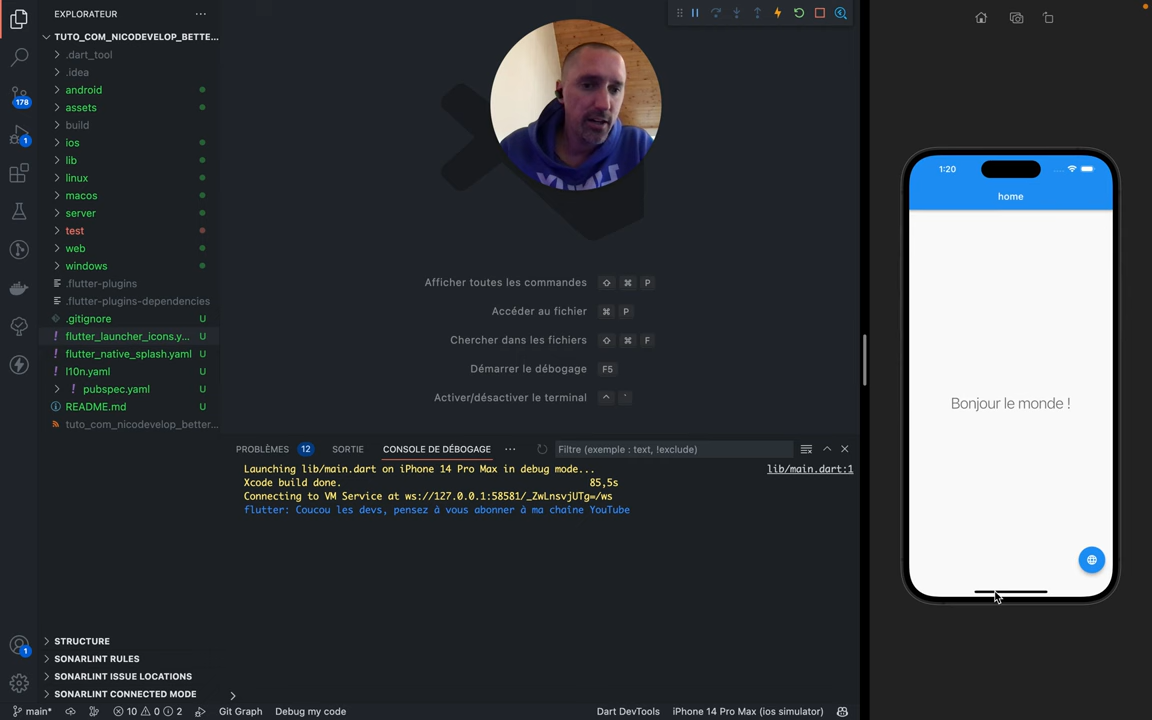 EXPLORATEUR
TUTO_COM_NICODEVELOP_BETTE...
.dart_tool
.idea
android
assets
build
ios
lib
linux
macos
server
test
web
windows
.flutter-plugins
.flutter-plugins-dependencies
.gitignore U
flutter_launcher_icons.y... U
flutter_native_splash.yaml U
l10n.yaml U
pubspec.yaml U
README.md U
tuto_com_nicodevelop_better...
STRUCTURE
SONARLINT RULES
SONARLINT ISSUE LOCATIONS
SONARLINT CONNECTED MODE
178
1
1
Afficher toutes les commandes ⇧ ⌘ P
Accéder au fichier ⌘ P
Chercher dans les fichiers ⇧ ⌘ F
Démarrer le débogage F5
Activer/désactiver le terminal ^ `
PROBLÈMES 12 SORTIE CONSOLE DE DÉBOGAGE ... Filtre (exemple : text, !exclude)
Launching lib/main.dart on iPhone 14 Pro Max in debug mode... lib/main.dart:1
Xcode build done. 85,5s
Connecting to VM Service at ws://127.0.0.1:58581/_ZwLnsvjUTg=/ws
flutter: Coucou les devs, pensez à vous abonner à ma chaîne YouTube
main* 10 0 2 Git Graph Debug my code Dart DevTools iPhone 14 Pro Max (ios simulator)
1:20
home
Bonjour le monde !